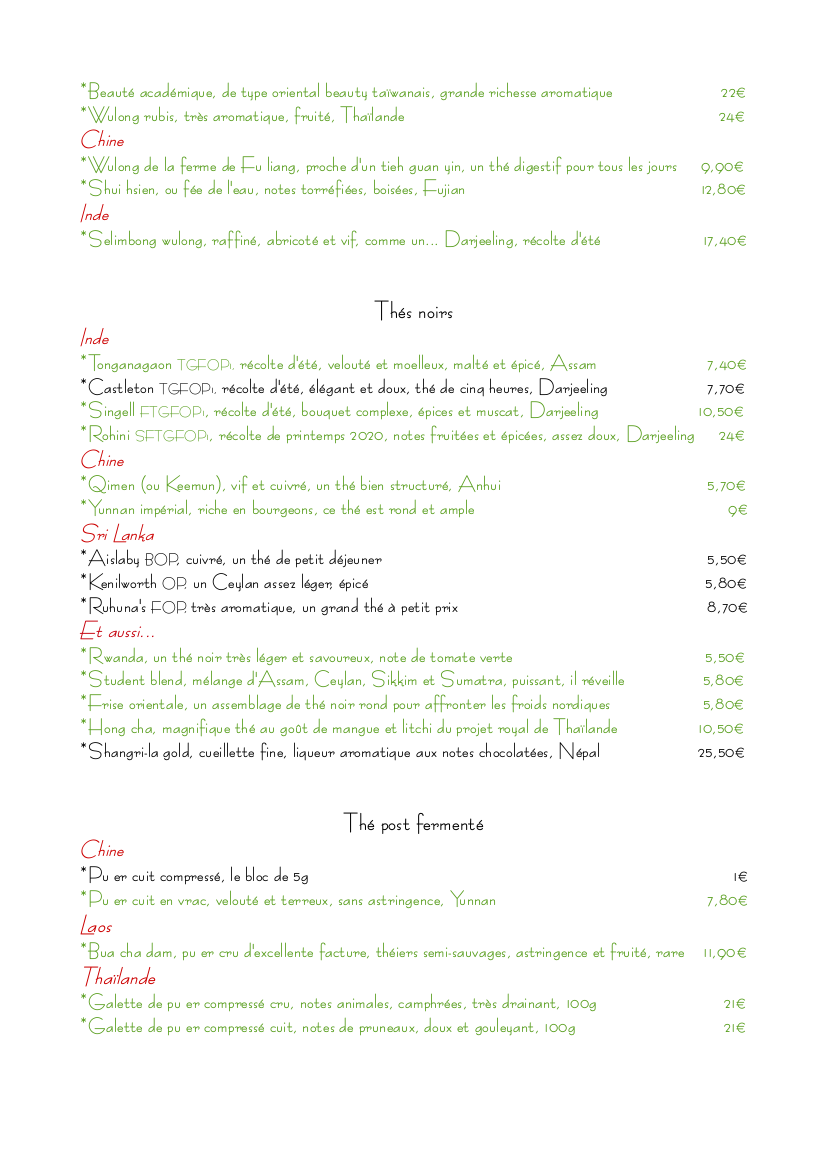 *Beauté académique, de type oriental beauty taïwanais, grande richesse aromatique 22€
*Wulong rubis, très aromatique, fruité, Thaïlande 24€
Chine
*Wulong de la ferme de Fu liang, proche d'un tieh guan yin, un thé digestif pour tous les jours 9,90€
*Shui hsien, ou fée de l'eau, notes torréfiées, boisées, Fujian 12,80€
Inde
*Selimbong wulong, raffiné, abricoté et vif, comme un... Darjeeling, récolte d'été 17,40€
Thés noirs
Inde
*Tonganagaon TGFOP1, récolte d'été, velouté et moelleux, malté et épicé, Assam 7,40€
*Castleton TGFOP1, récolte d'été, élégant et doux, thé de cinq heures, Darjeeling 7,70€
*Singell FTGFOP1, récolte d'été, bouquet complexe, épices et muscat, Darjeeling 10,50€
*Rohini SFTGFOP1, récolte de printemps 2020, notes fruitées et épicées, assez doux, Darjeeling 24€
Chine
*Qimen (ou Keemun), vif et cuivré, un thé bien structuré, Anhui 5,70€
*Yunnan impérial, riche en bourgeons, ce thé est rond et ample 9€
Sri Lanka
*Aislaby BOP, cuivré, un thé de petit déjeuner 5,50€
*Kenilworth OP, un Ceylan assez léger, épicé 5,80€
*Ruhuna's FOP, très aromatique, un grand thé à petit prix 8,70€
Et aussi...
*Rwanda, un thé noir très léger et savoureux, note de tomate verte 5,50€
*Student blend, mélange d'Assam, Ceylan, Sikkim et Sumatra, puissant, il réveille 5,80€
*Frise orientale, un assemblage de thé noir rond pour affronter les froids nordiques 5,80€
*Hong cha, magnifique thé au goût de mangue et litchi du projet royal de Thaïlande 10,50€
*Shangri-la gold, cueillette fine, liqueur aromatique aux notes chocolatées, Népal 25,50€
Thé post fermenté
Chine
*Pu er cuit compressé, le bloc de 5g 1€
*Pu er cuit en vrac, velouté et terreux, sans astringence, Yunnan 7,80€
Laos
*Bua cha dam, pu er cru d'excellente facture, théiers semi-sauvages, astringence et fruité, rare 11,90€
Thaïlande
*Galette de pu er compressé cru, notes animales, camphrées, très drainant, 100g 21€
*Galette de pu er compressé cuit, notes de pruneaux, doux et gouleyant, 100g 21€